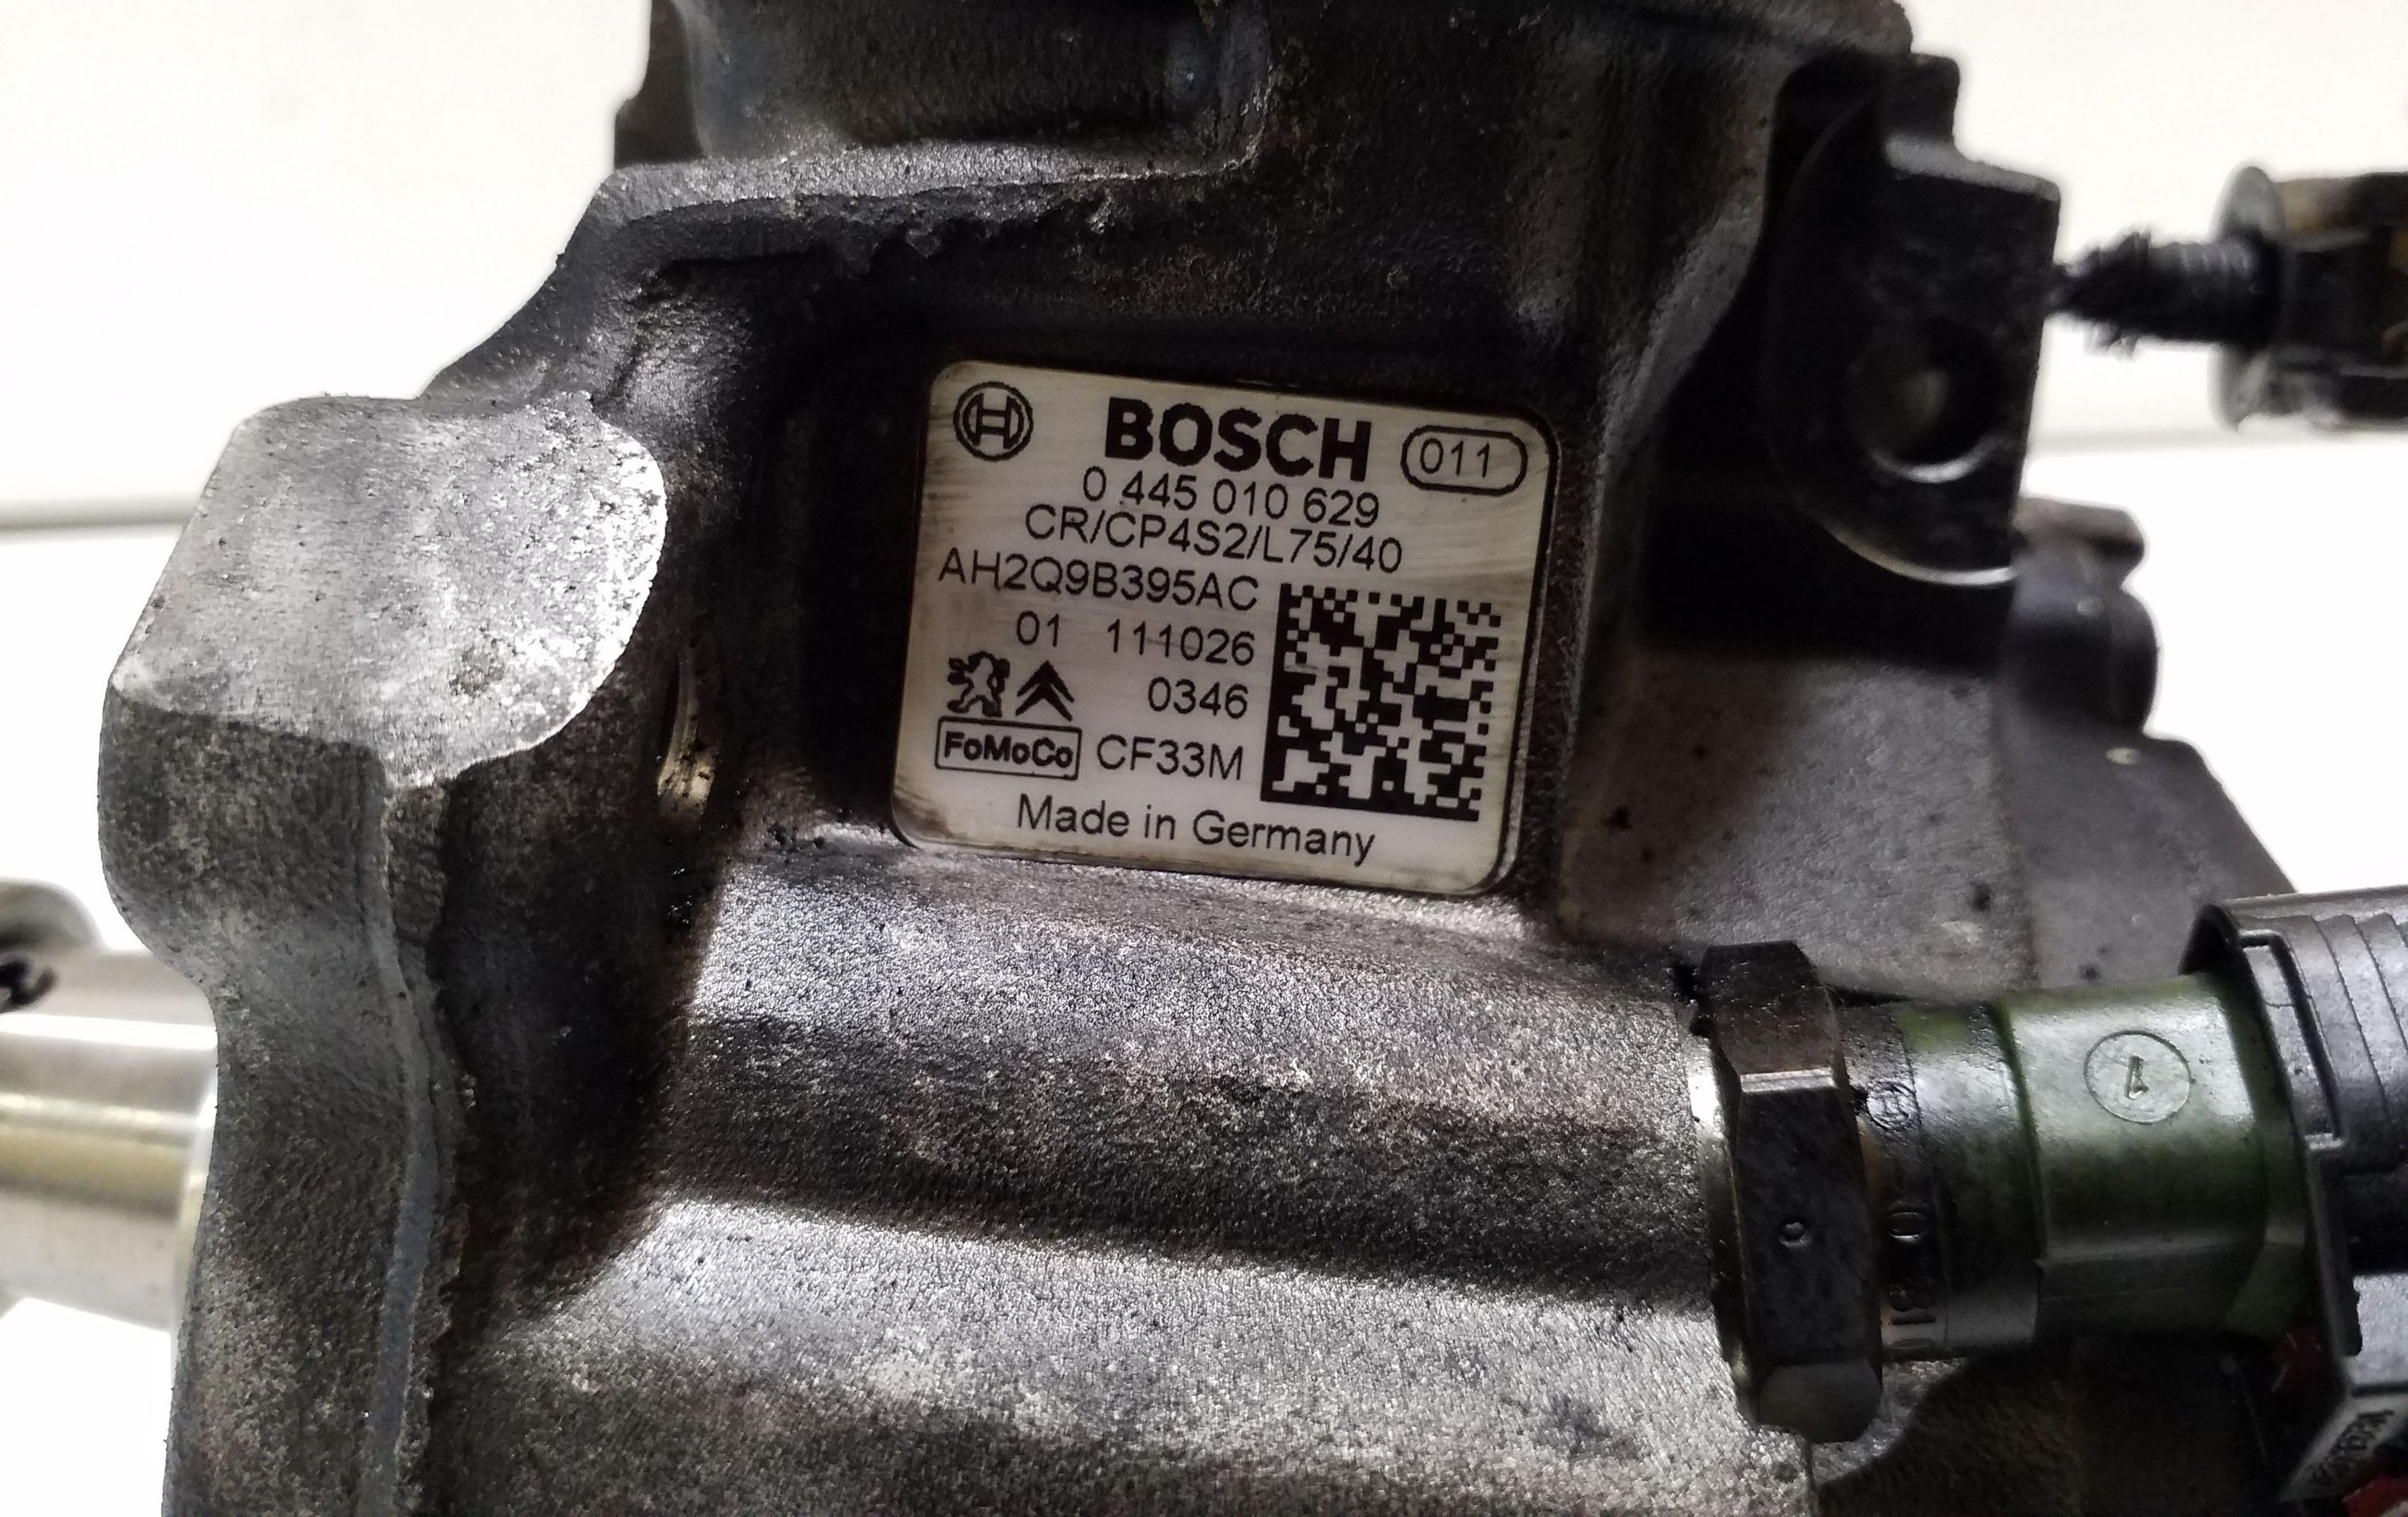 BOSCH 011
0 445 010 629
CR/CP4S2/L75/40
AH2Q9B395AC
01 111026
0346
FoMoCo CF33M
Made in Germany
1